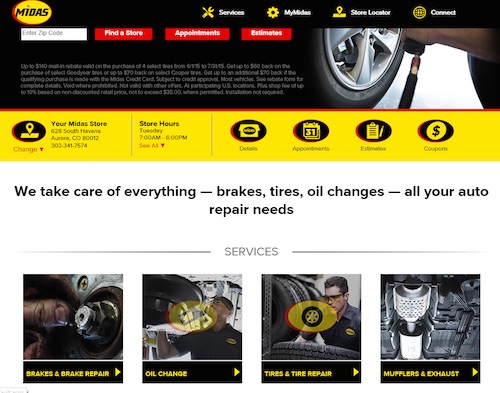 MIDAS
Services
MyMidas
Store Locator
Connect
Enter Zip Code
Find a Store
Appointments
Estimates
Up to $140 mail-in rebate valid on the purchase of 4 select tires from 6/1/15 to 7/31/15. Get up to $60 back on the
purchase of select Goodyear tires or up to $70 back on select Cooper tires. Get up to an additional $70 back if the
qualifying purchase is made with the Midas Credit Card. Subject to credit approval. Most vehicles. See rebate form for
complete details. Void where prohibited. Not valid with other offers. At participating U.S. locations. Plus shop fee of up
to 10% based on non-discounted retail price, not to exceed $35.00, where permitted. Installation not required.
Your Midas Store
628 South Havana
Aurora, CO 80012
303-341-7574
Change ▼
Store Hours
Tuesday
7:00AM - 6:00PM
See All ▼
Details
31
Appointments
Estimates
$
Coupons
We take care of everything — brakes, tires, oil changes — all your auto
repair needs
SERVICES
BRAKES & BRAKE REPAIR
OIL CHANGE
TIRES & TIRE REPAIR
MUFFLERS & EXHAUST